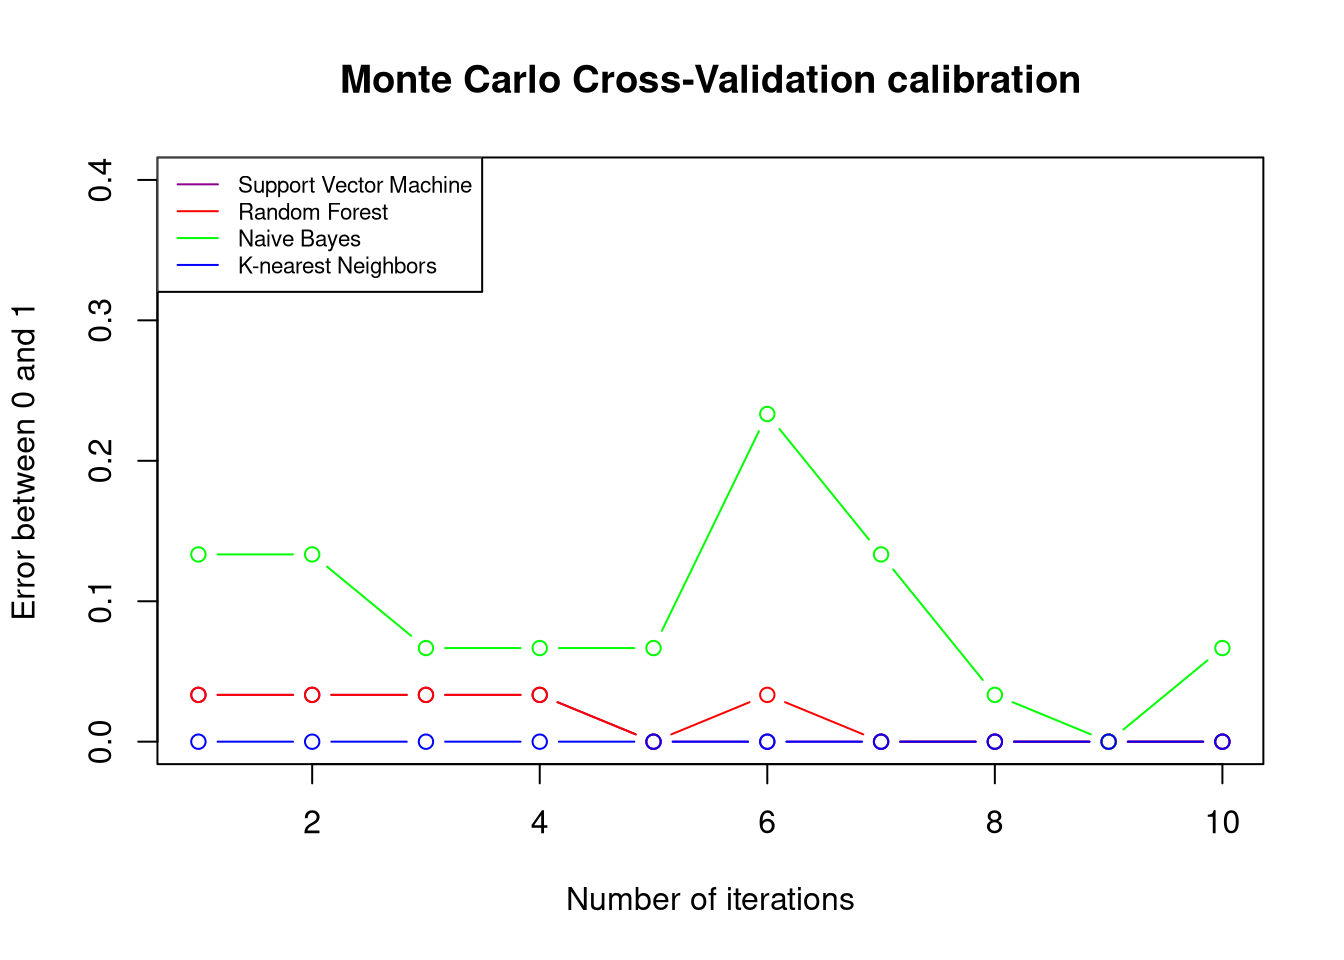 Monte Carlo Cross-Validation calibration
Support Vector Machine
Random Forest
Naive Bayes
K-nearest Neighbors
Error between 0 and 1
0.4
0.3
0.2
0.1
0.0
2 4 6 8 10
Number of iterations